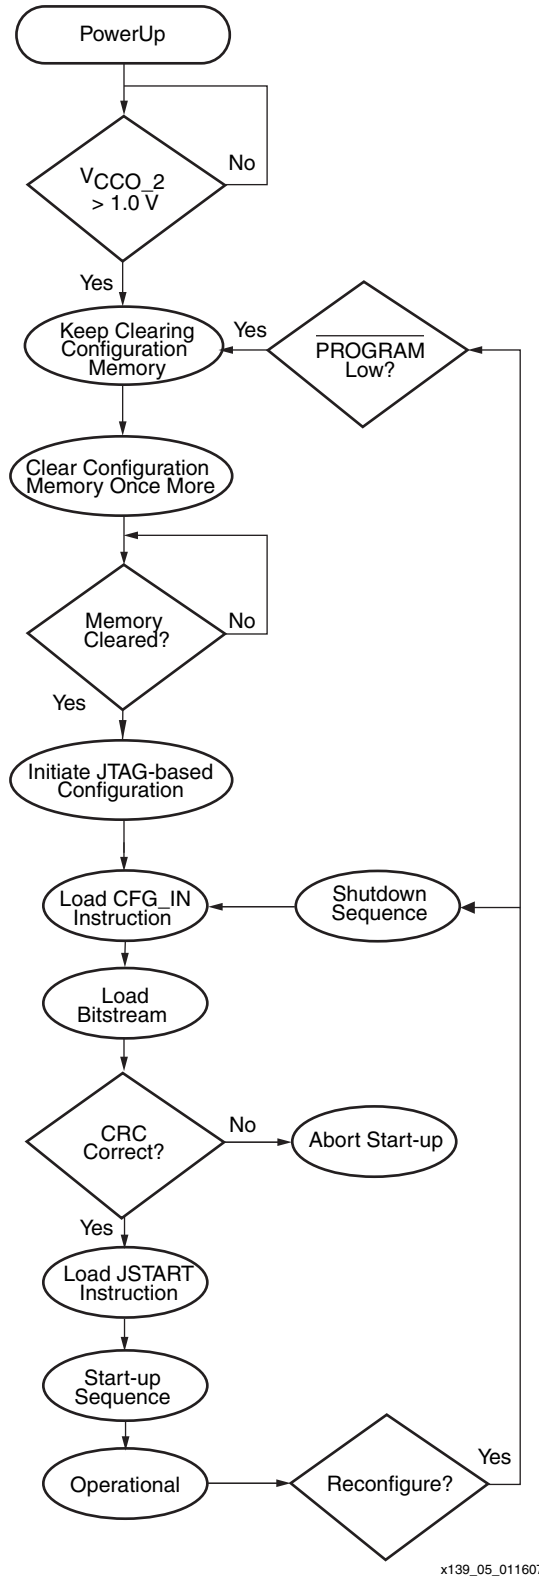 PowerUp
VCCO_2
> 1.0 V
No
Yes
Keep Clearing
Configuration
Memory
Yes
PROGRAM
Low?
Clear Configuration
Memory Once More
Memory
Cleared?
No
Yes
Initiate JTAG-based
Configuration
Load CFG_IN
Instruction
Shutdown
Sequence
Load
Bitstream
CRC
Correct?
No
Abort Start-up
Yes
Load JSTART
Instruction
Start-up
Sequence
Operational
Reconfigure?
Yes
x139_05_011607